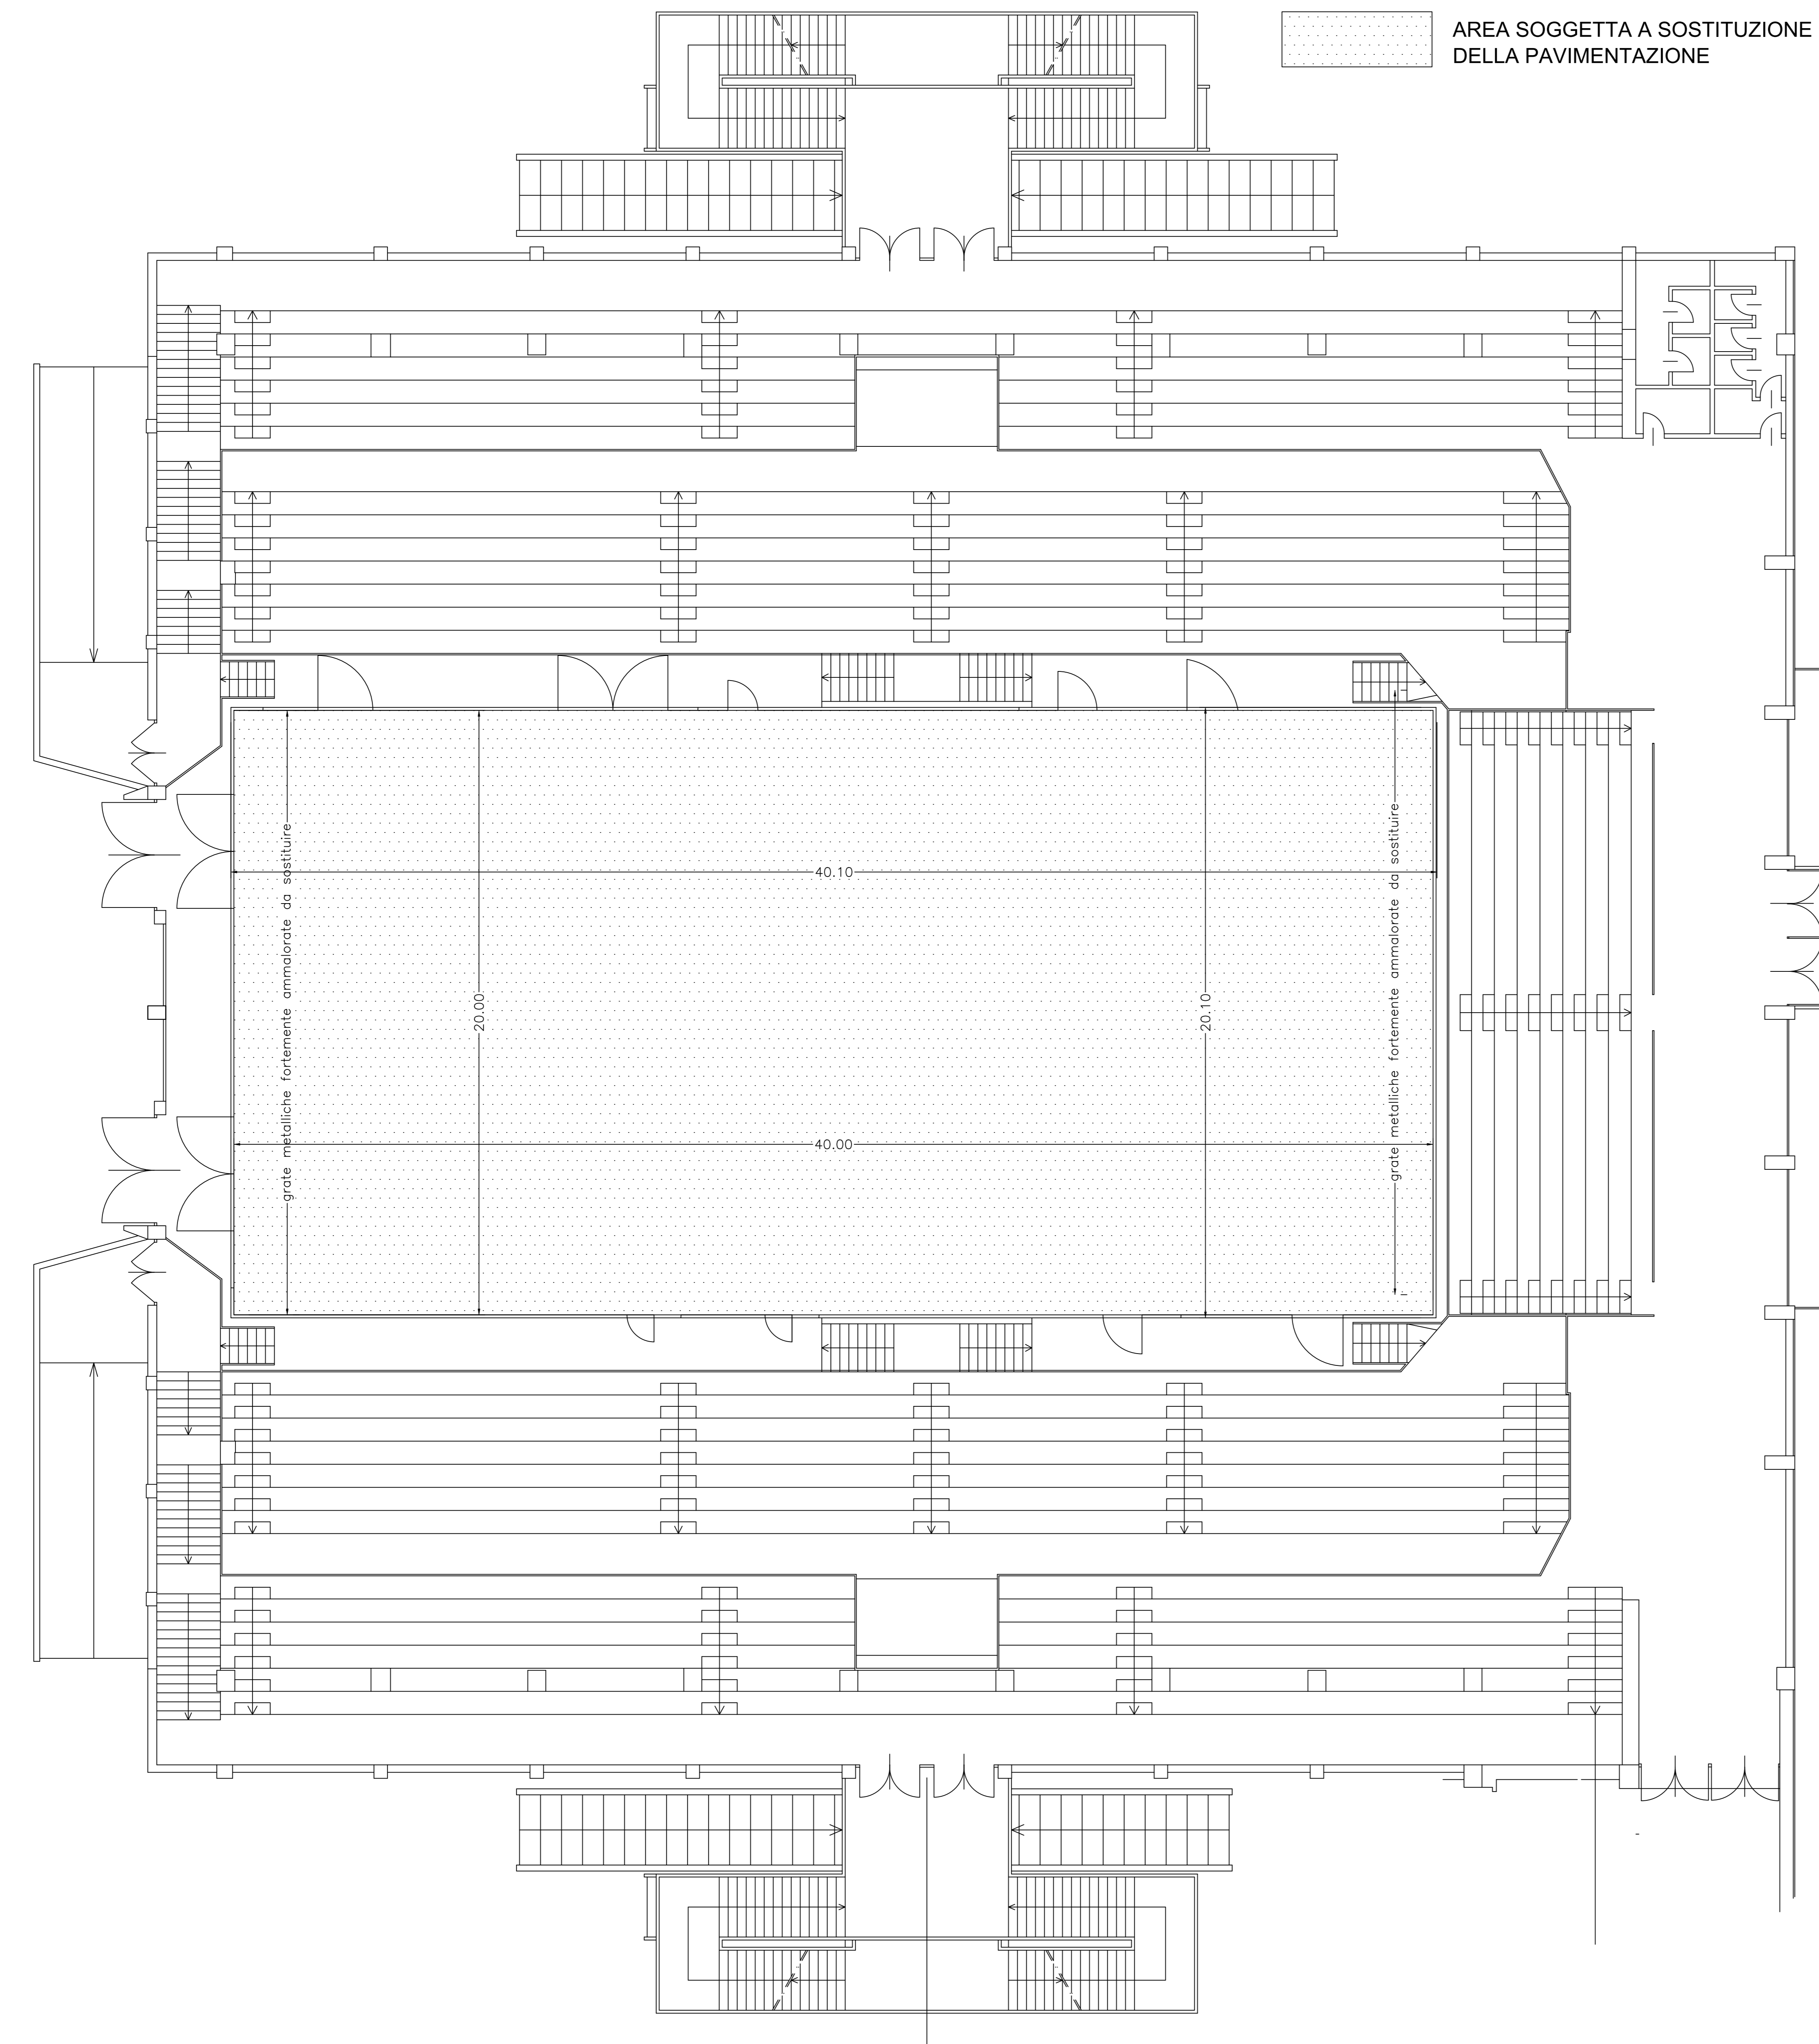 AREA SOGGETTA A SOSTITUZIONE
DELLA PAVIMENTAZIONE
grate metalliche fortemente ammalorate da sostituire
20.00
40.10
40.00
20.10
grate metalliche fortemente ammalorate da sostituire